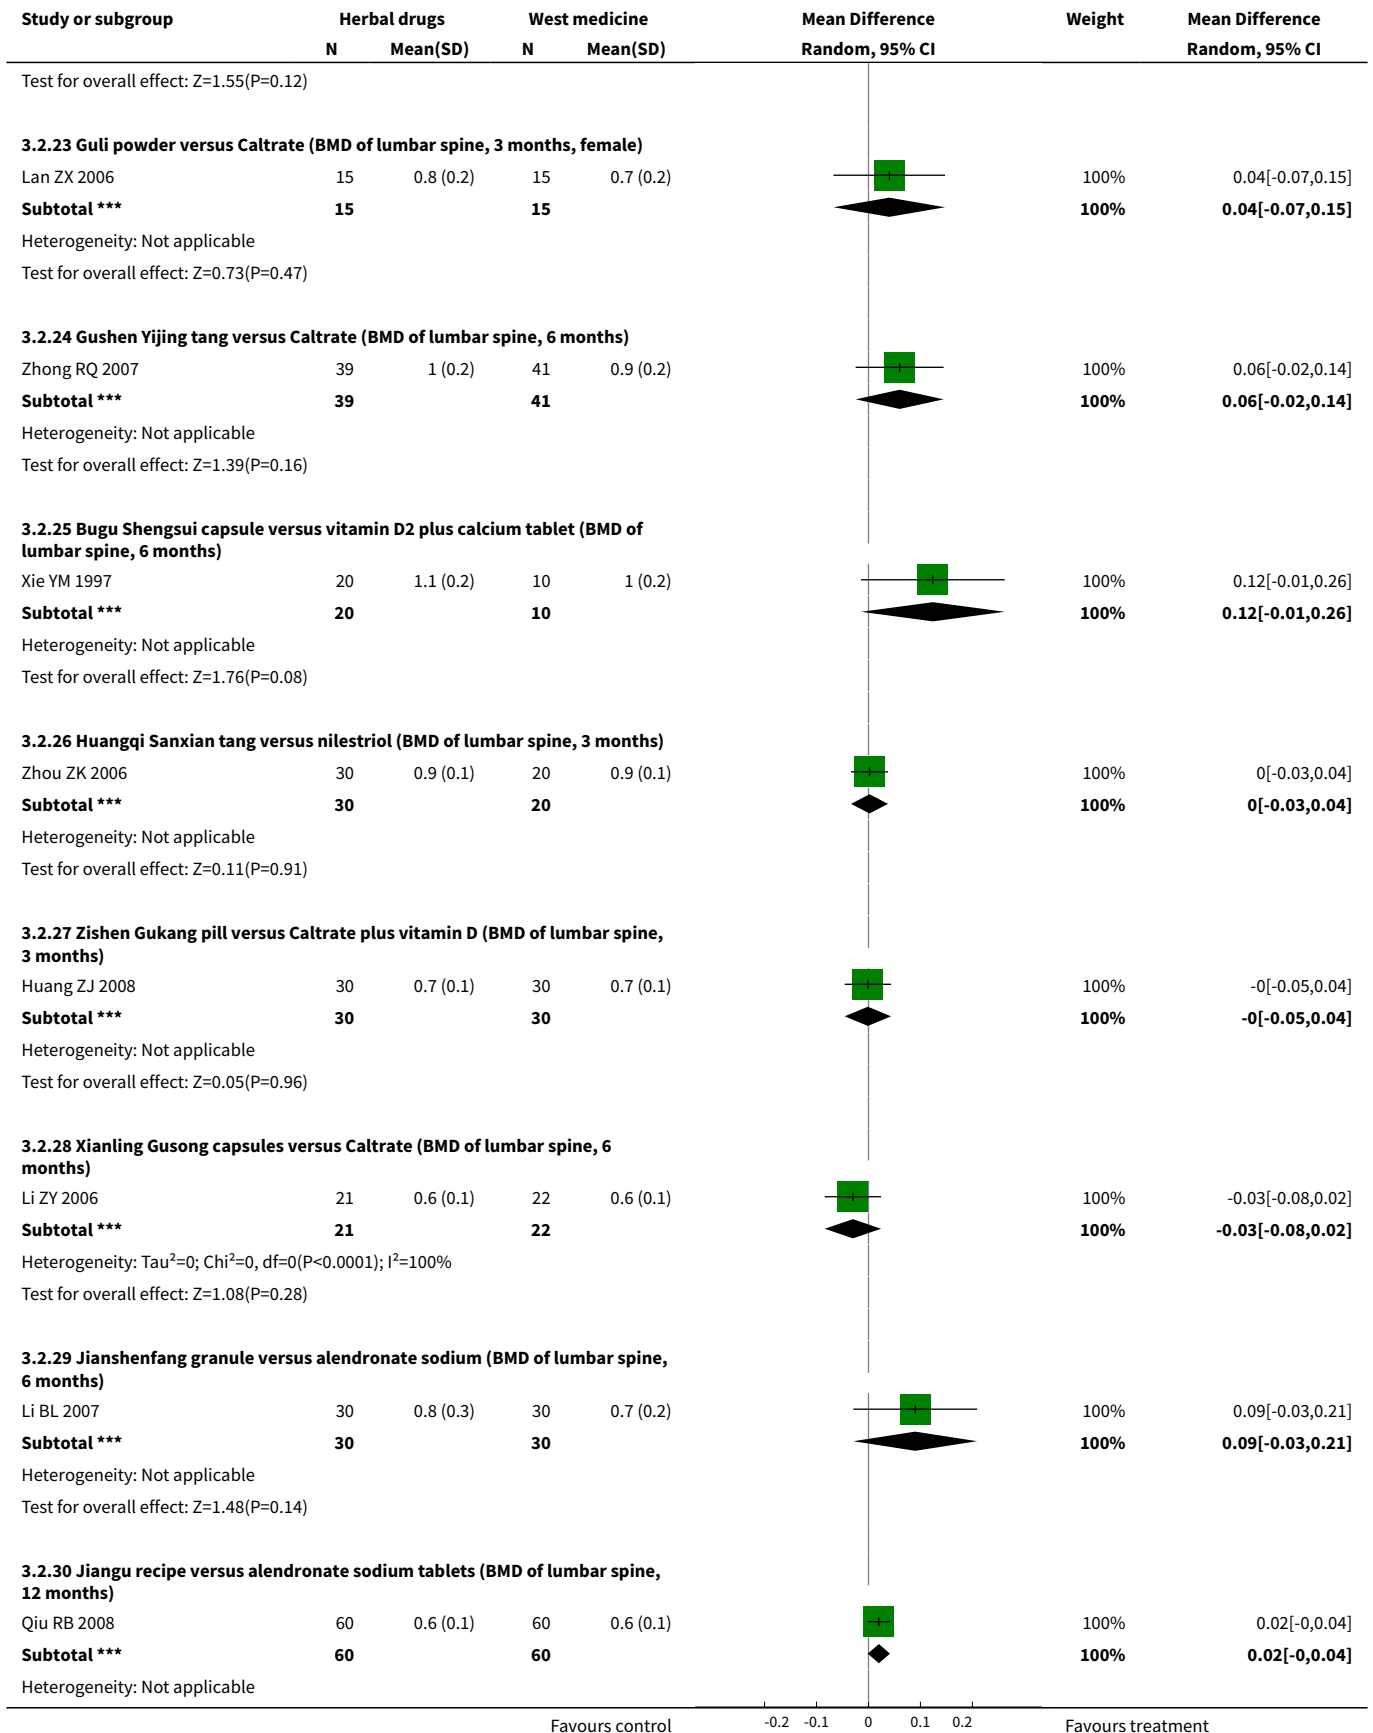 Study or subgroup Herbal drugs West medicine Mean Difference Weight Mean Difference
N Mean(SD) N Mean(SD) Random, 95% CI Random, 95% CI
Test for overall effect: Z=1.55(P=0.12)
3.2.23 Guli powder versus Caltrate (BMD of lumbar spine, 3 months, female)
Lan ZX 2006 15 0.8 (0.2) 15 0.7 (0.2) 100% 0.04[-0.07,0.15]
Subtotal *** 15 15 100% 0.04[-0.07,0.15]
Heterogeneity: Not applicable
Test for overall effect: Z=0.73(P=0.47)
3.2.24 Gushen Yijing tang versus Caltrate (BMD of lumbar spine, 6 months)
Zhong RQ 2007 39 1 (0.2) 41 0.9 (0.2) 100% 0.06[-0.02,0.14]
Subtotal *** 39 41 100% 0.06[-0.02,0.14]
Heterogeneity: Not applicable
Test for overall effect: Z=1.39(P=0.16)
3.2.25 Bugu Shengsui capsule versus vitamin D2 plus calcium tablet (BMD of
lumbar spine, 6 months)
Xie YM 1997 20 1.1 (0.2) 10 1 (0.2) 100% 0.12[-0.01,0.26]
Subtotal *** 20 10 100% 0.12[-0.01,0.26]
Heterogeneity: Not applicable
Test for overall effect: Z=1.76(P=0.08)
3.2.26 Huangqi Sanxian tang versus nilestriol (BMD of lumbar spine, 3 months)
Zhou ZK 2006 30 0.9 (0.1) 20 0.9 (0.1) 100% 0[-0.03,0.04]
Subtotal *** 30 20 100% 0[-0.03,0.04]
Heterogeneity: Not applicable
Test for overall effect: Z=0.11(P=0.91)
3.2.27 Zishen Gukang pill versus Caltrate plus vitamin D (BMD of lumbar spine,
3 months)
Huang ZJ 2008 30 0.7 (0.1) 30 0.7 (0.1) 100% -0[-0.05,0.04]
Subtotal *** 30 30 100% -0[-0.05,0.04]
Heterogeneity: Not applicable
Test for overall effect: Z=0.05(P=0.96)
3.2.28 Xianling Gusong capsules versus Caltrate (BMD of lumbar spine, 6
months)
Li ZY 2006 21 0.6 (0.1) 22 0.6 (0.1) 100% -0.03[-0.08,0.02]
Subtotal *** 21 22 100% -0.03[-0.08,0.02]
Heterogeneity: Tau²=0; Chi²=0, df=0(P<0.0001); I²=100%
Test for overall effect: Z=1.08(P=0.28)
3.2.29 Jianshenfang granule versus alendronate sodium (BMD of lumbar spine,
6 months)
Li BL 2007 30 0.8 (0.3) 30 0.7 (0.2) 100% 0.09[-0.03,0.21]
Subtotal *** 30 30 100% 0.09[-0.03,0.21]
Heterogeneity: Not applicable
Test for overall effect: Z=1.48(P=0.14)
3.2.30 Jiangu recipe versus alendronate sodium tablets (BMD of lumbar spine,
12 months)
Qiu RB 2008 60 0.6 (0.1) 60 0.6 (0.1) 100% 0.02[-0,0.04]
Subtotal *** 60 60 100% 0.02[-0,0.04]
Heterogeneity: Not applicable
Favours control -0.2 -0.1 0 0.1 0.2 Favours treatment